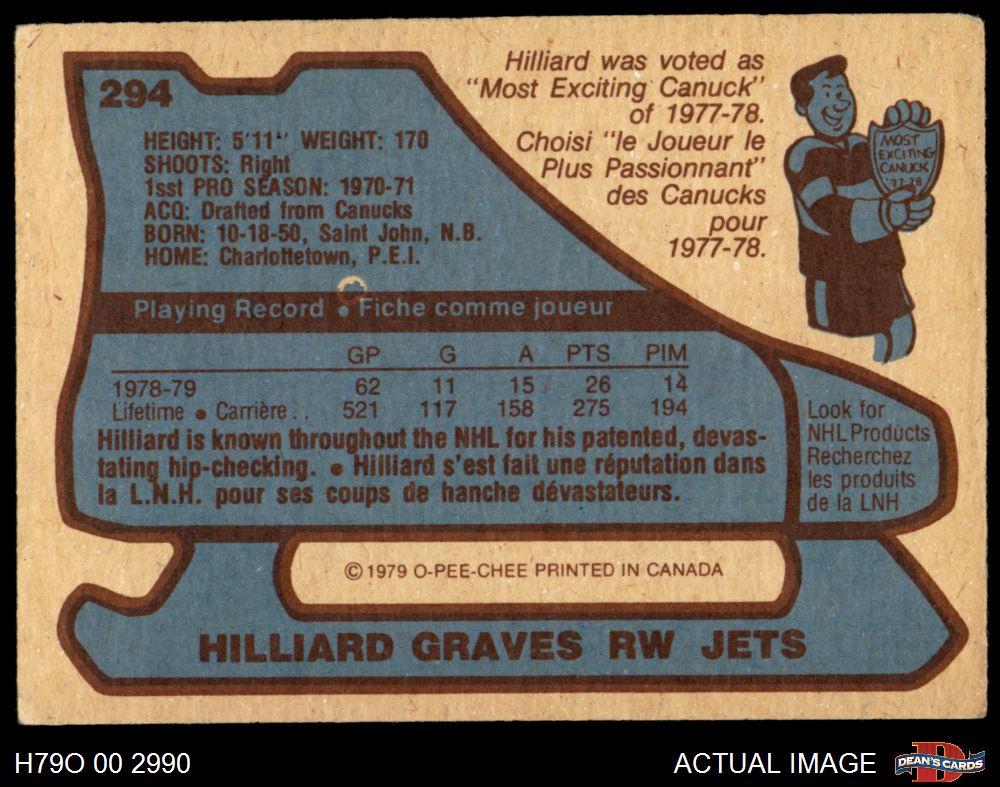 294
HEIGHT: 5'11" WEIGHT: 170
SHOOTS: Right
1sst PRO SEASON: 1970-71
ACQ: Drafted from Canucks
BORN: 10-18-50, Saint John, N.B.
HOME: Charlottetown, P.E.I.
Hilliard was voted as
"Most Exciting Canuck"
of 1977-78.
Choisi "le Joueur le
Plus Passionnant"
des Canucks
pour
1977-78.
MOST
EXCITING
CANUCK
'77-78
Playing Record • Fiche comme joueur
GP G A PTS PIM
1978-79 62 11 15 26 14
Lifetime • Carrière . . 521 117 158 275 194
Hilliard is known throughout the NHL for his patented, devas-
tating hip-checking. • Hilliard s'est fait une réputation dans
la L.N.H. pour ses coups de hanche dévastateurs.
Look for
NHL Products
Recherchez
les produits
de la LNH
© 1979 O-PEE-CHEE PRINTED IN CANADA
HILLIARD GRAVES RW JETS
H79O 00 2990
ACTUAL IMAGE
DEAN'S CARDS